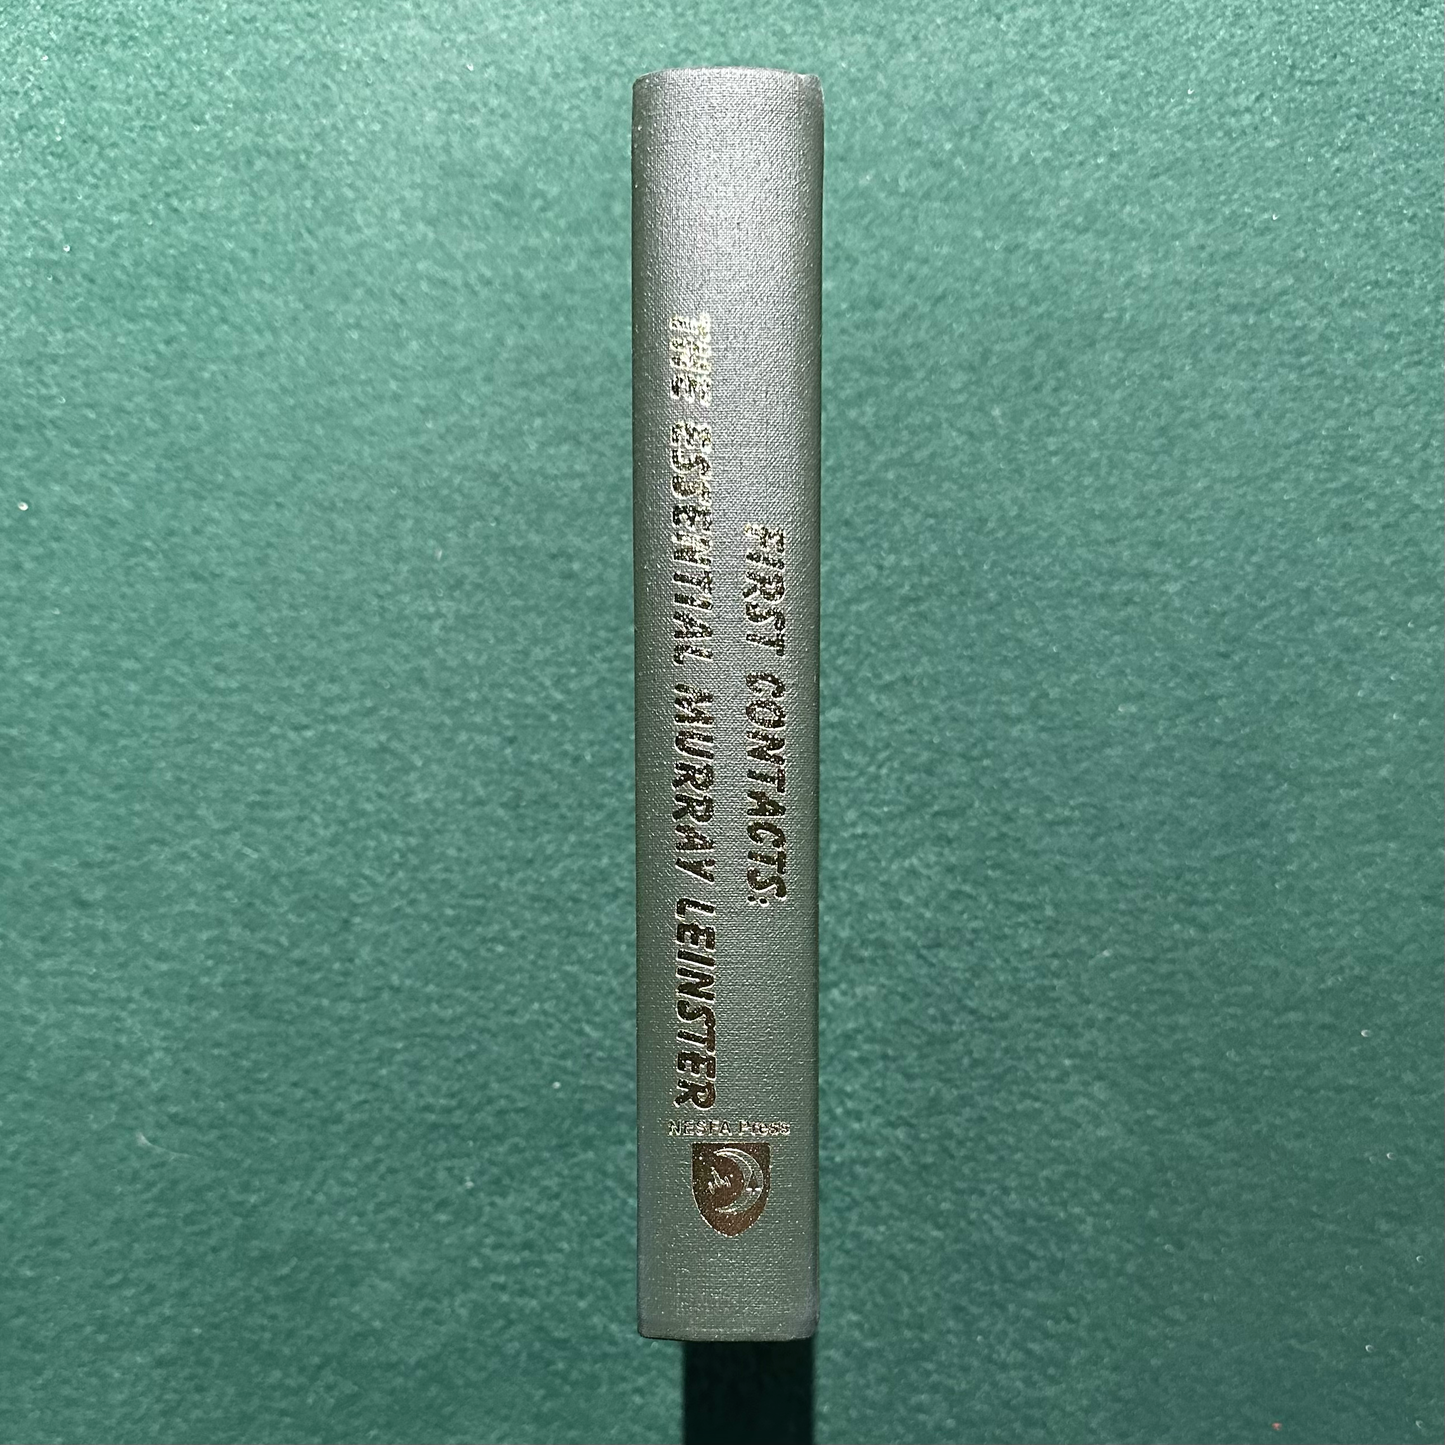 FIRST CONTACTS:
THE ESSENTIAL MURRAY LEINSTER
NESFA Press